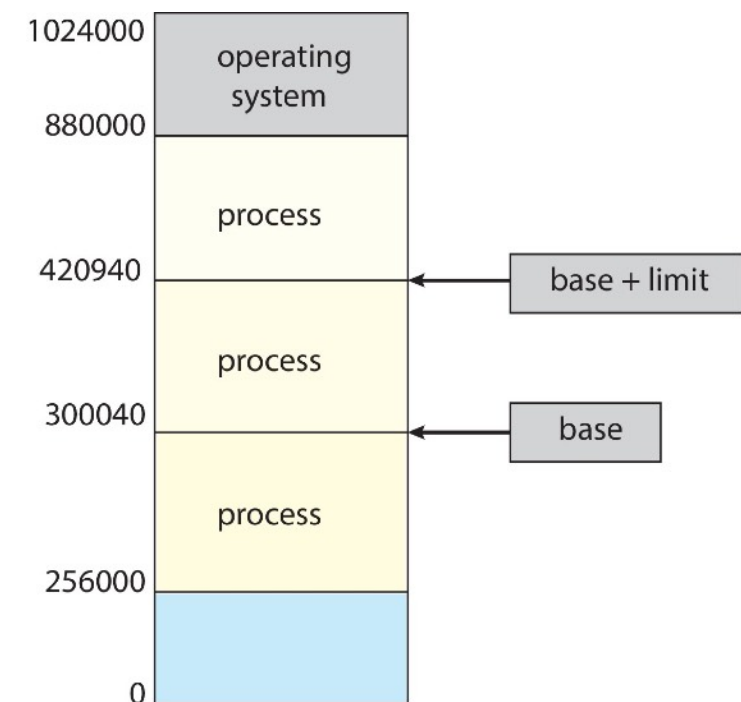 1024000
operating
system
880000
process
420940
base + limit
process
300040
base
process
256000
0